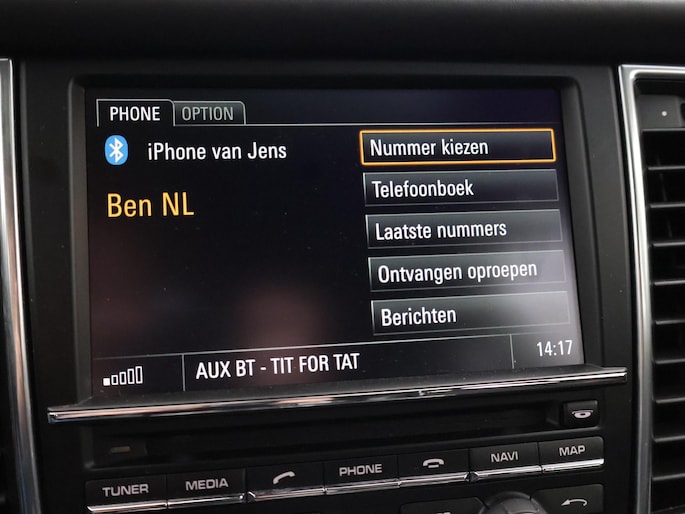 PHONE OPTION
iPhone van Jens
Ben NL
Nummer kiezen
Telefoonboek
Laatste nummers
Ontvangen oproepen
Berichten
AUX BT - TIT FOR TAT 14:17
TUNER MEDIA PHONE NAVI MAP